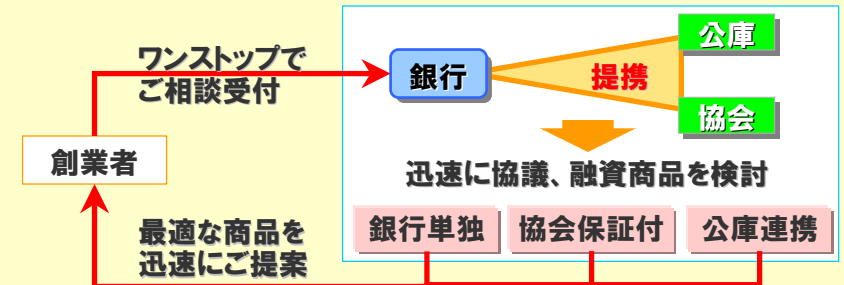 ワンストップで
ご相談受付
銀行
提携
公庫
協会
創業者
迅速に協議、融資商品を検討
銀行単独
協会保証付
公庫連携
最適な商品を
迅速にご提案